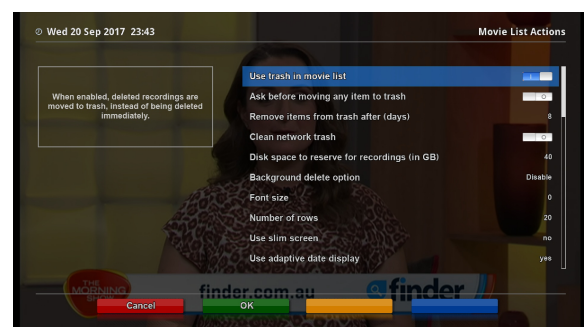 Wed 20 Sep 2017 23:43
Movie List Actions
When enabled, deleted recordings are
moved to trash, instead of being deleted
immediately.
Use trash in movie list
Ask before moving any item to trash
Remove items from trash after (days) 8
Clean network trash
Disk space to reserve for recordings (in GB) 40
Background delete option Disable
Font size 0
Number of rows 20
Use slim screen no
Use adaptive date display yes
THE
MORNING
SHOW
finder.com.au
finder
Cancel
OK